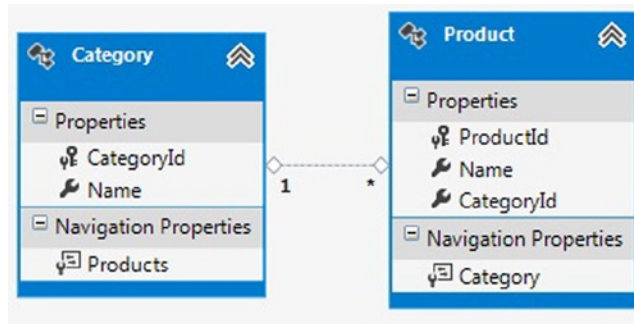 Category
Properties
CategoryId
Name
Navigation Properties
Products
1
*
Product
Properties
ProductId
Name
CategoryId
Navigation Properties
Category